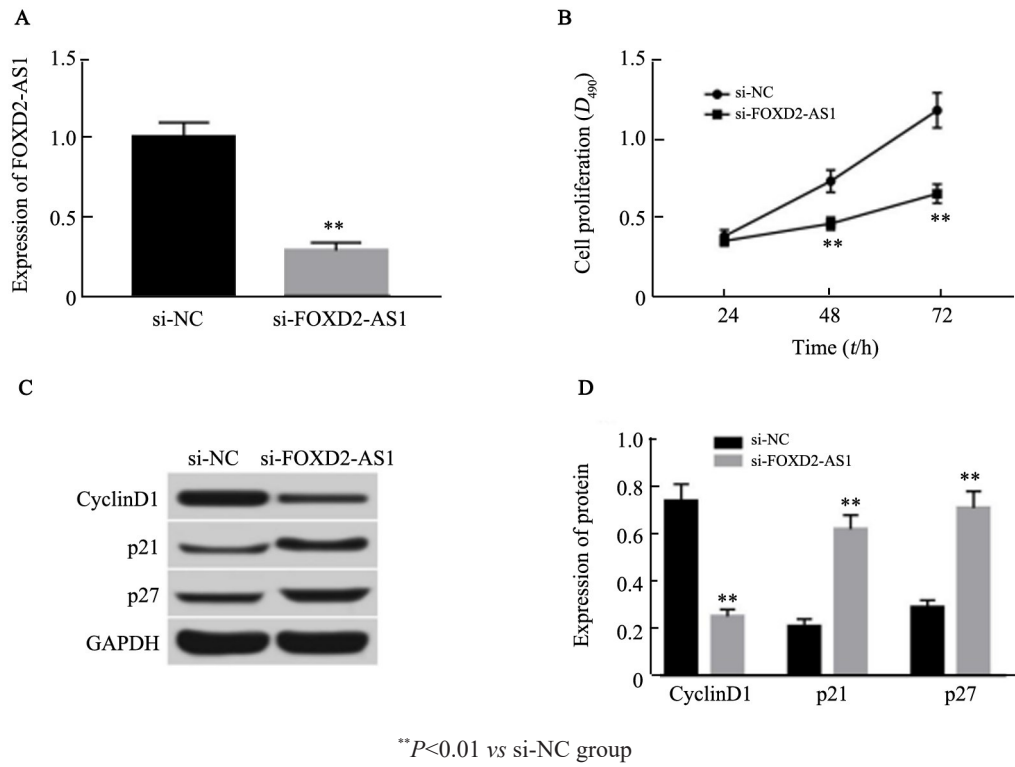 A
Expression of FOXD2-AS1
1.5
1.0
0.5
0
**
si-NC si-FOXD2-AS1
B
Cell proliferation (D490)
1.5
1.0
0.5
0
si-NC
si-FOXD2-AS1
**
**
24 48 72
Time (t/h)
C
si-NC si-FOXD2-AS1
CyclinD1
p21
p27
GAPDH
D
Expression of protein
1.0
0.8
0.6
0.4
0.2
0
si-NC
si-FOXD2-AS1
**
**
**
CyclinD1 p21 p27
**P<0.01 vs si-NC group